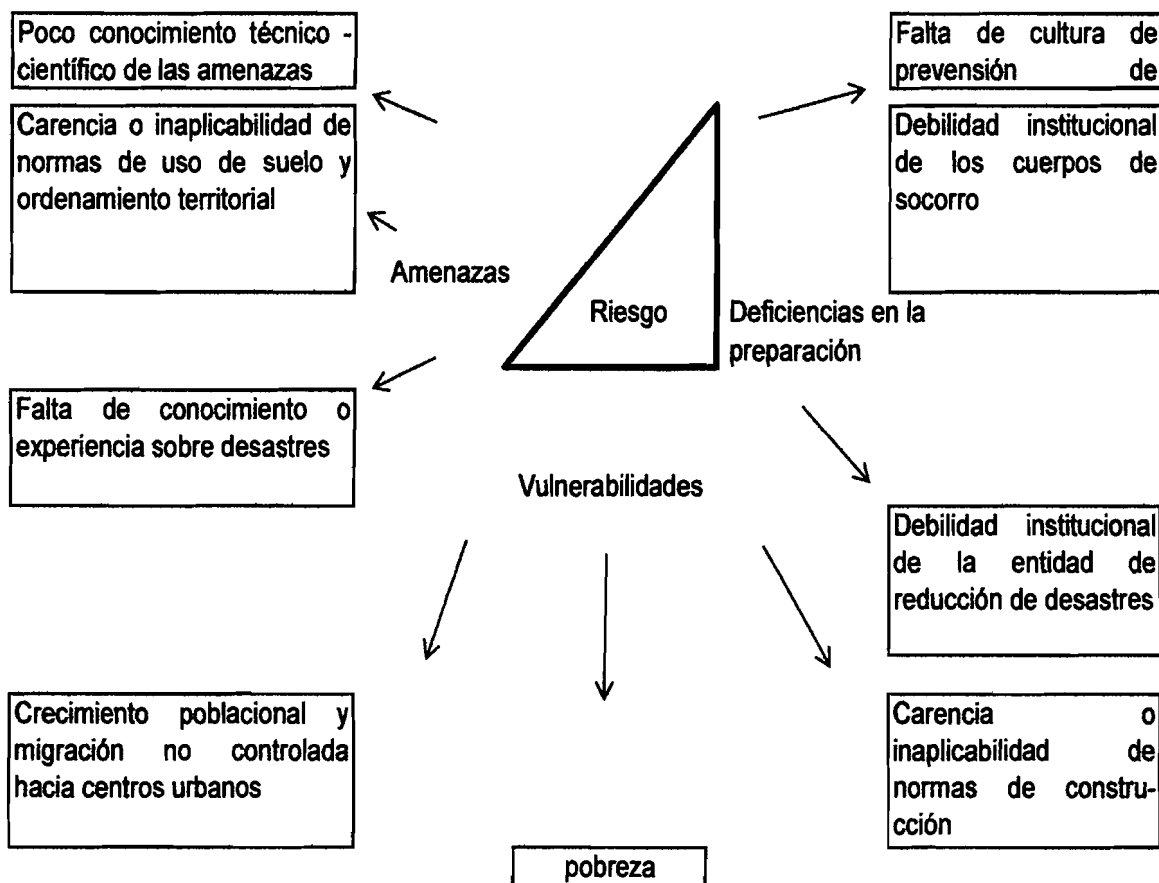 Poco conocimiento técnico -
científico de las amenazas
Carencia o inaplicabilidad de
normas de uso de suelo y
ordenamiento territorial
Falta de cultura de
prevensión de
Debilidad institucional
de los cuerpos de
socorro
Amenazas
Riesgo
Deficiencias en la
preparación
Falta de conocimiento o
experiencia sobre desastres
Vulnerabilidades
Debilidad institucional
de la entidad de
reducción de desastres
Crecimiento poblacional y
migración no controlada
hacia centros urbanos
Carencia o
inaplicabilidad de
normas de constru-
cción
pobreza